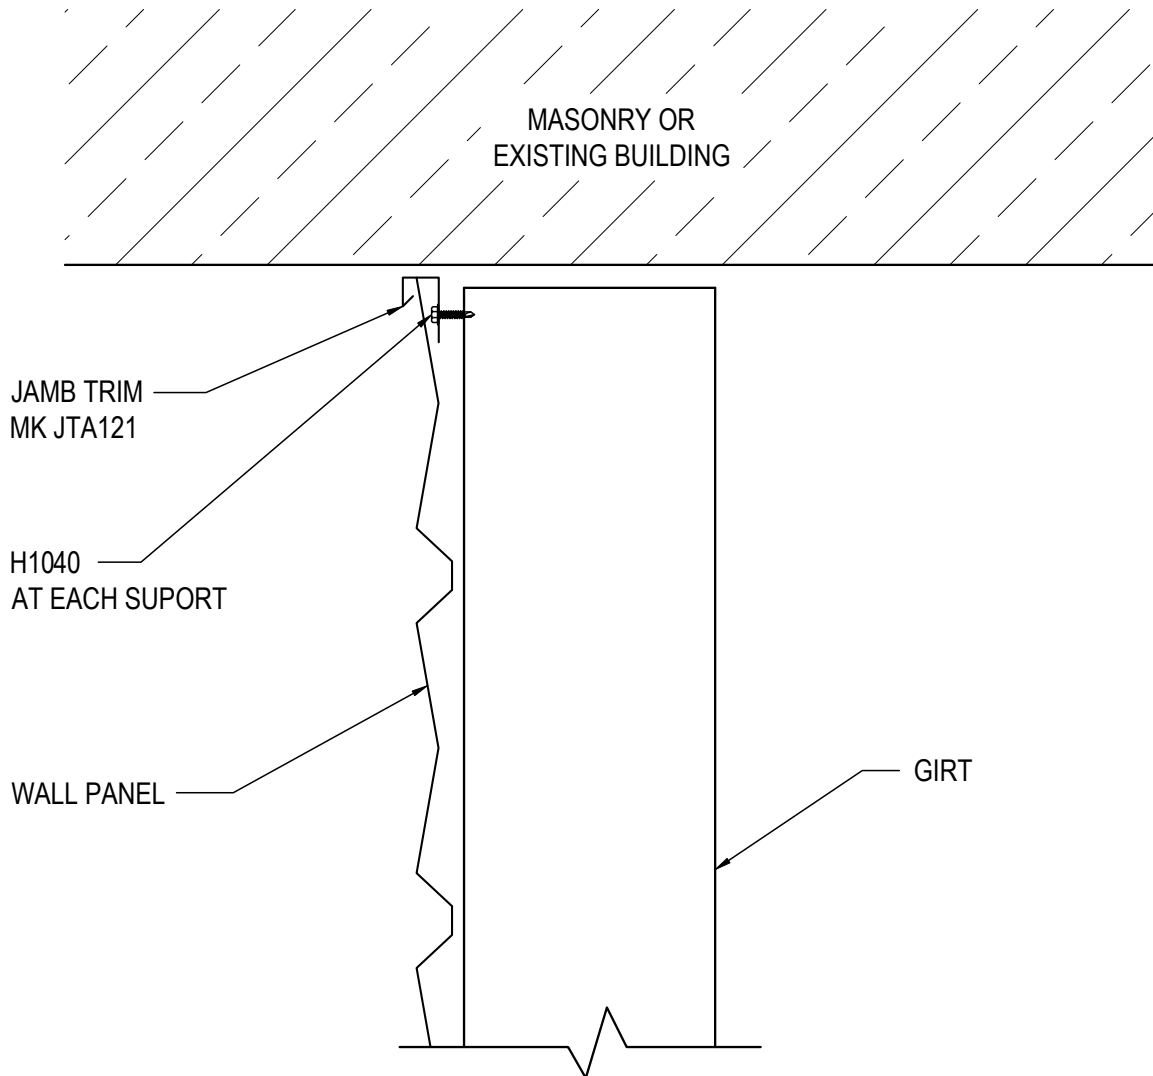 MASONRY OR
EXISTING BUILDING
JAMB TRIM
MK JTA121
H1040
AT EACH SUPORT
WALL PANEL
GIRT